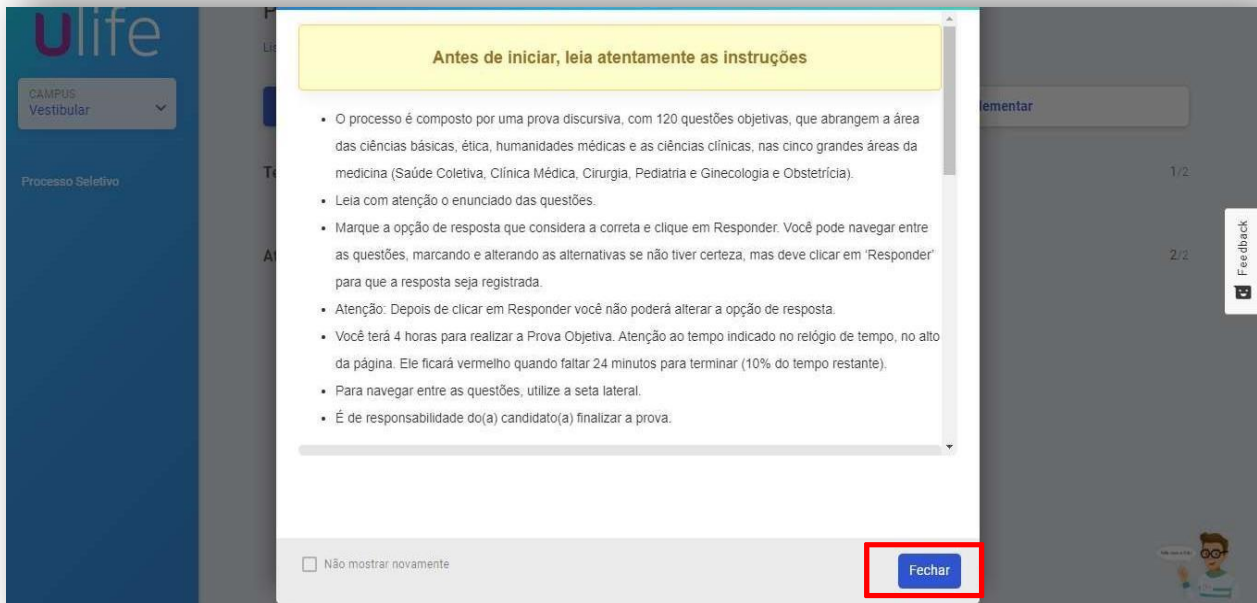 Ulife
CAMPUS
Vestibular
Processo Seletivo
P
Antes de iniciar, leia atentamente as instruções
• O processo é composto por uma prova discursiva, com 120 questões objetivas, que abrangem a área
das ciências básicas, ética, humanidades médicas e as ciências clínicas, nas cinco grandes áreas da
medicina (Saúde Coletiva, Clínica Médica, Cirurgia, Pediatria e Ginecologia e Obstetrícia).
• Leia com atenção o enunciado das questões.
• Marque a opção de resposta que considera a correta e clique em Responder. Você pode navegar entre
as questões, marcando e alterando as alternativas se não tiver certeza, mas deve clicar em 'Responder'
para que a resposta seja registrada.
• Atenção: Depois de clicar em Responder você não poderá alterar a opção de resposta.
• Você terá 4 horas para realizar a Prova Objetiva. Atenção ao tempo indicado no relógio de tempo, no alto
da página. Ele ficará vermelho quando faltar 24 minutos para terminar (10% do tempo restante).
• Para navegar entre as questões, utilize a seta lateral.
• É de responsabilidade do(a) candidato(a) finalizar a prova.
Não mostrar novamente
Fechar
lementar
1/2
2/2
Feedback